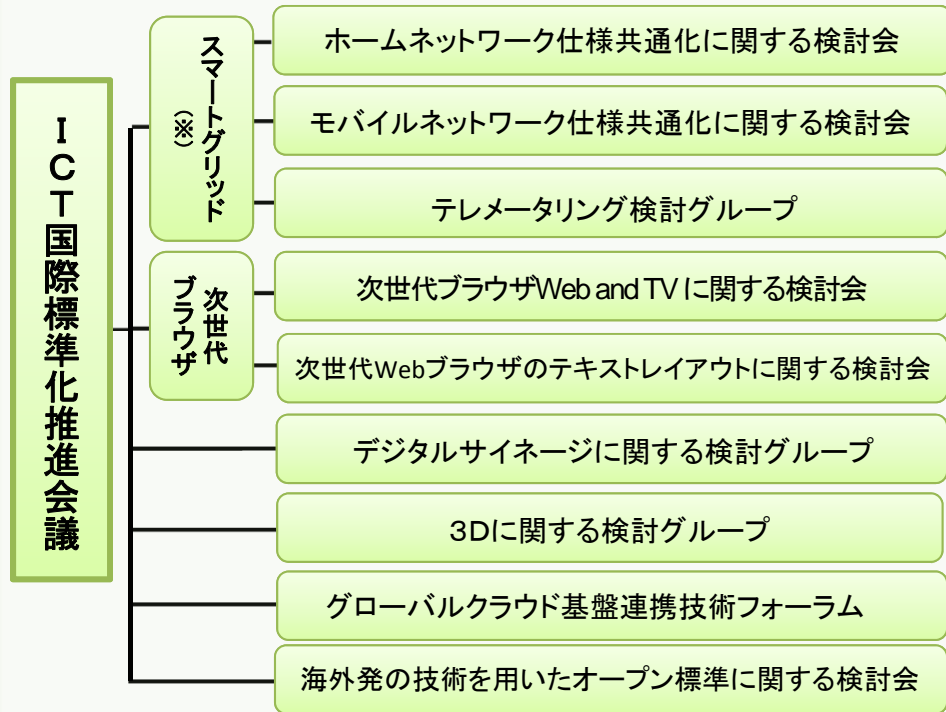 ICT国際標準化推進会議
スマートグリッド
(※)
ホームネットワーク仕様共通化に関する検討会
モバイルネットワーク仕様共通化に関する検討会
テレメータリング検討グループ
次世代
ブラウザ
次世代ブラウザWeb and TV に関する検討会
次世代Webブラウザのテキストレイアウトに関する検討会
デジタルサイネージに関する検討グループ
3Dに関する検討グループ
グローバルクラウド基盤連携技術フォーラム
海外発の技術を用いたオープン標準に関する検討会